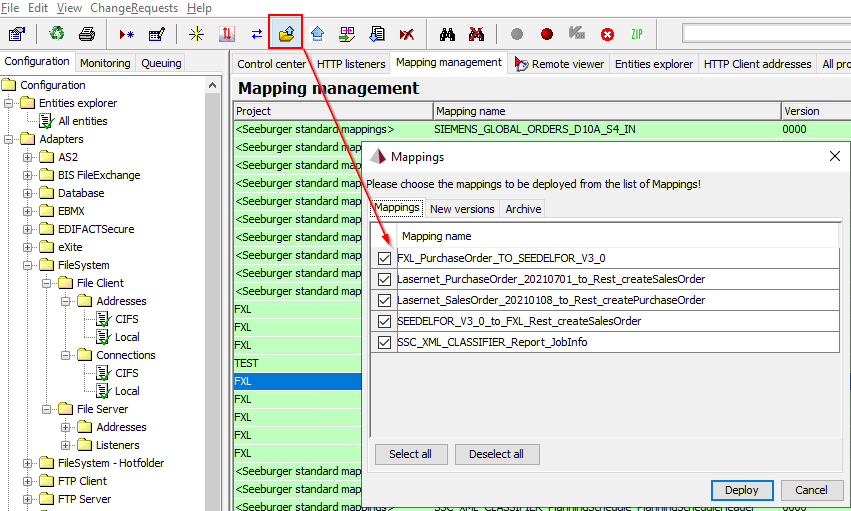 File Edit View ChangeRequests Help
ZIP
Configuration Monitoring Queuing
Control center HTTP listeners Mapping management Remote viewer Entities explorer HTTP Client addresses All pro
Configuration
Entities explorer
All entities
Adapters
AS2
BIS FileExchange
Database
EBMX
EDIFACTSecure
eXite
FileSystem
File Client
Addresses
CIFS
Local
Connections
CIFS
Local
File Server
Addresses
Listeners
FileSystem - Hotfolder
FTP Client
FTP Server
Mapping management
Project Mapping name Version
<Seeburger standard mappings> SIEMENS_GLOBAL_ORDERS_D10A_S4_IN 0000
<Seeburger standard map
<Seeburger standard map
<Seeburger standard map
<Seeburger standard map
<Seeburger standard map
<Seeburger standard map
<Seeburger standard map
<Seeburger standard map
<Seeburger standard map
FXL
FXL
FXL
TEST
FXL
FXL
FXL
FXL
FXL
<Seeburger standard map
<Seeburger standard map
<Seeburger standard mappings> SSC_XML_CLASSIFIER_PlanningSchedule_PlanningScheduleHeader 0000
Mappings
Please choose the mappings to be deployed from the list of Mappings!
Mappings New versions Archive
Mapping name
FXL_PurchaseOrder_TO_SEEDELFOR_V3_0
Lasernet_PurchaseOrder_20210701_to_Rest_createSalesOrder
Lasernet_SalesOrder_20210108_to_Rest_createPurchaseOrder
SEEDELFOR_V3_0_to_FXL_Rest_createSalesOrder
SSC_XML_CLASSIFIER_Report_JobInfo
Select all Deselect all
Deploy Cancel